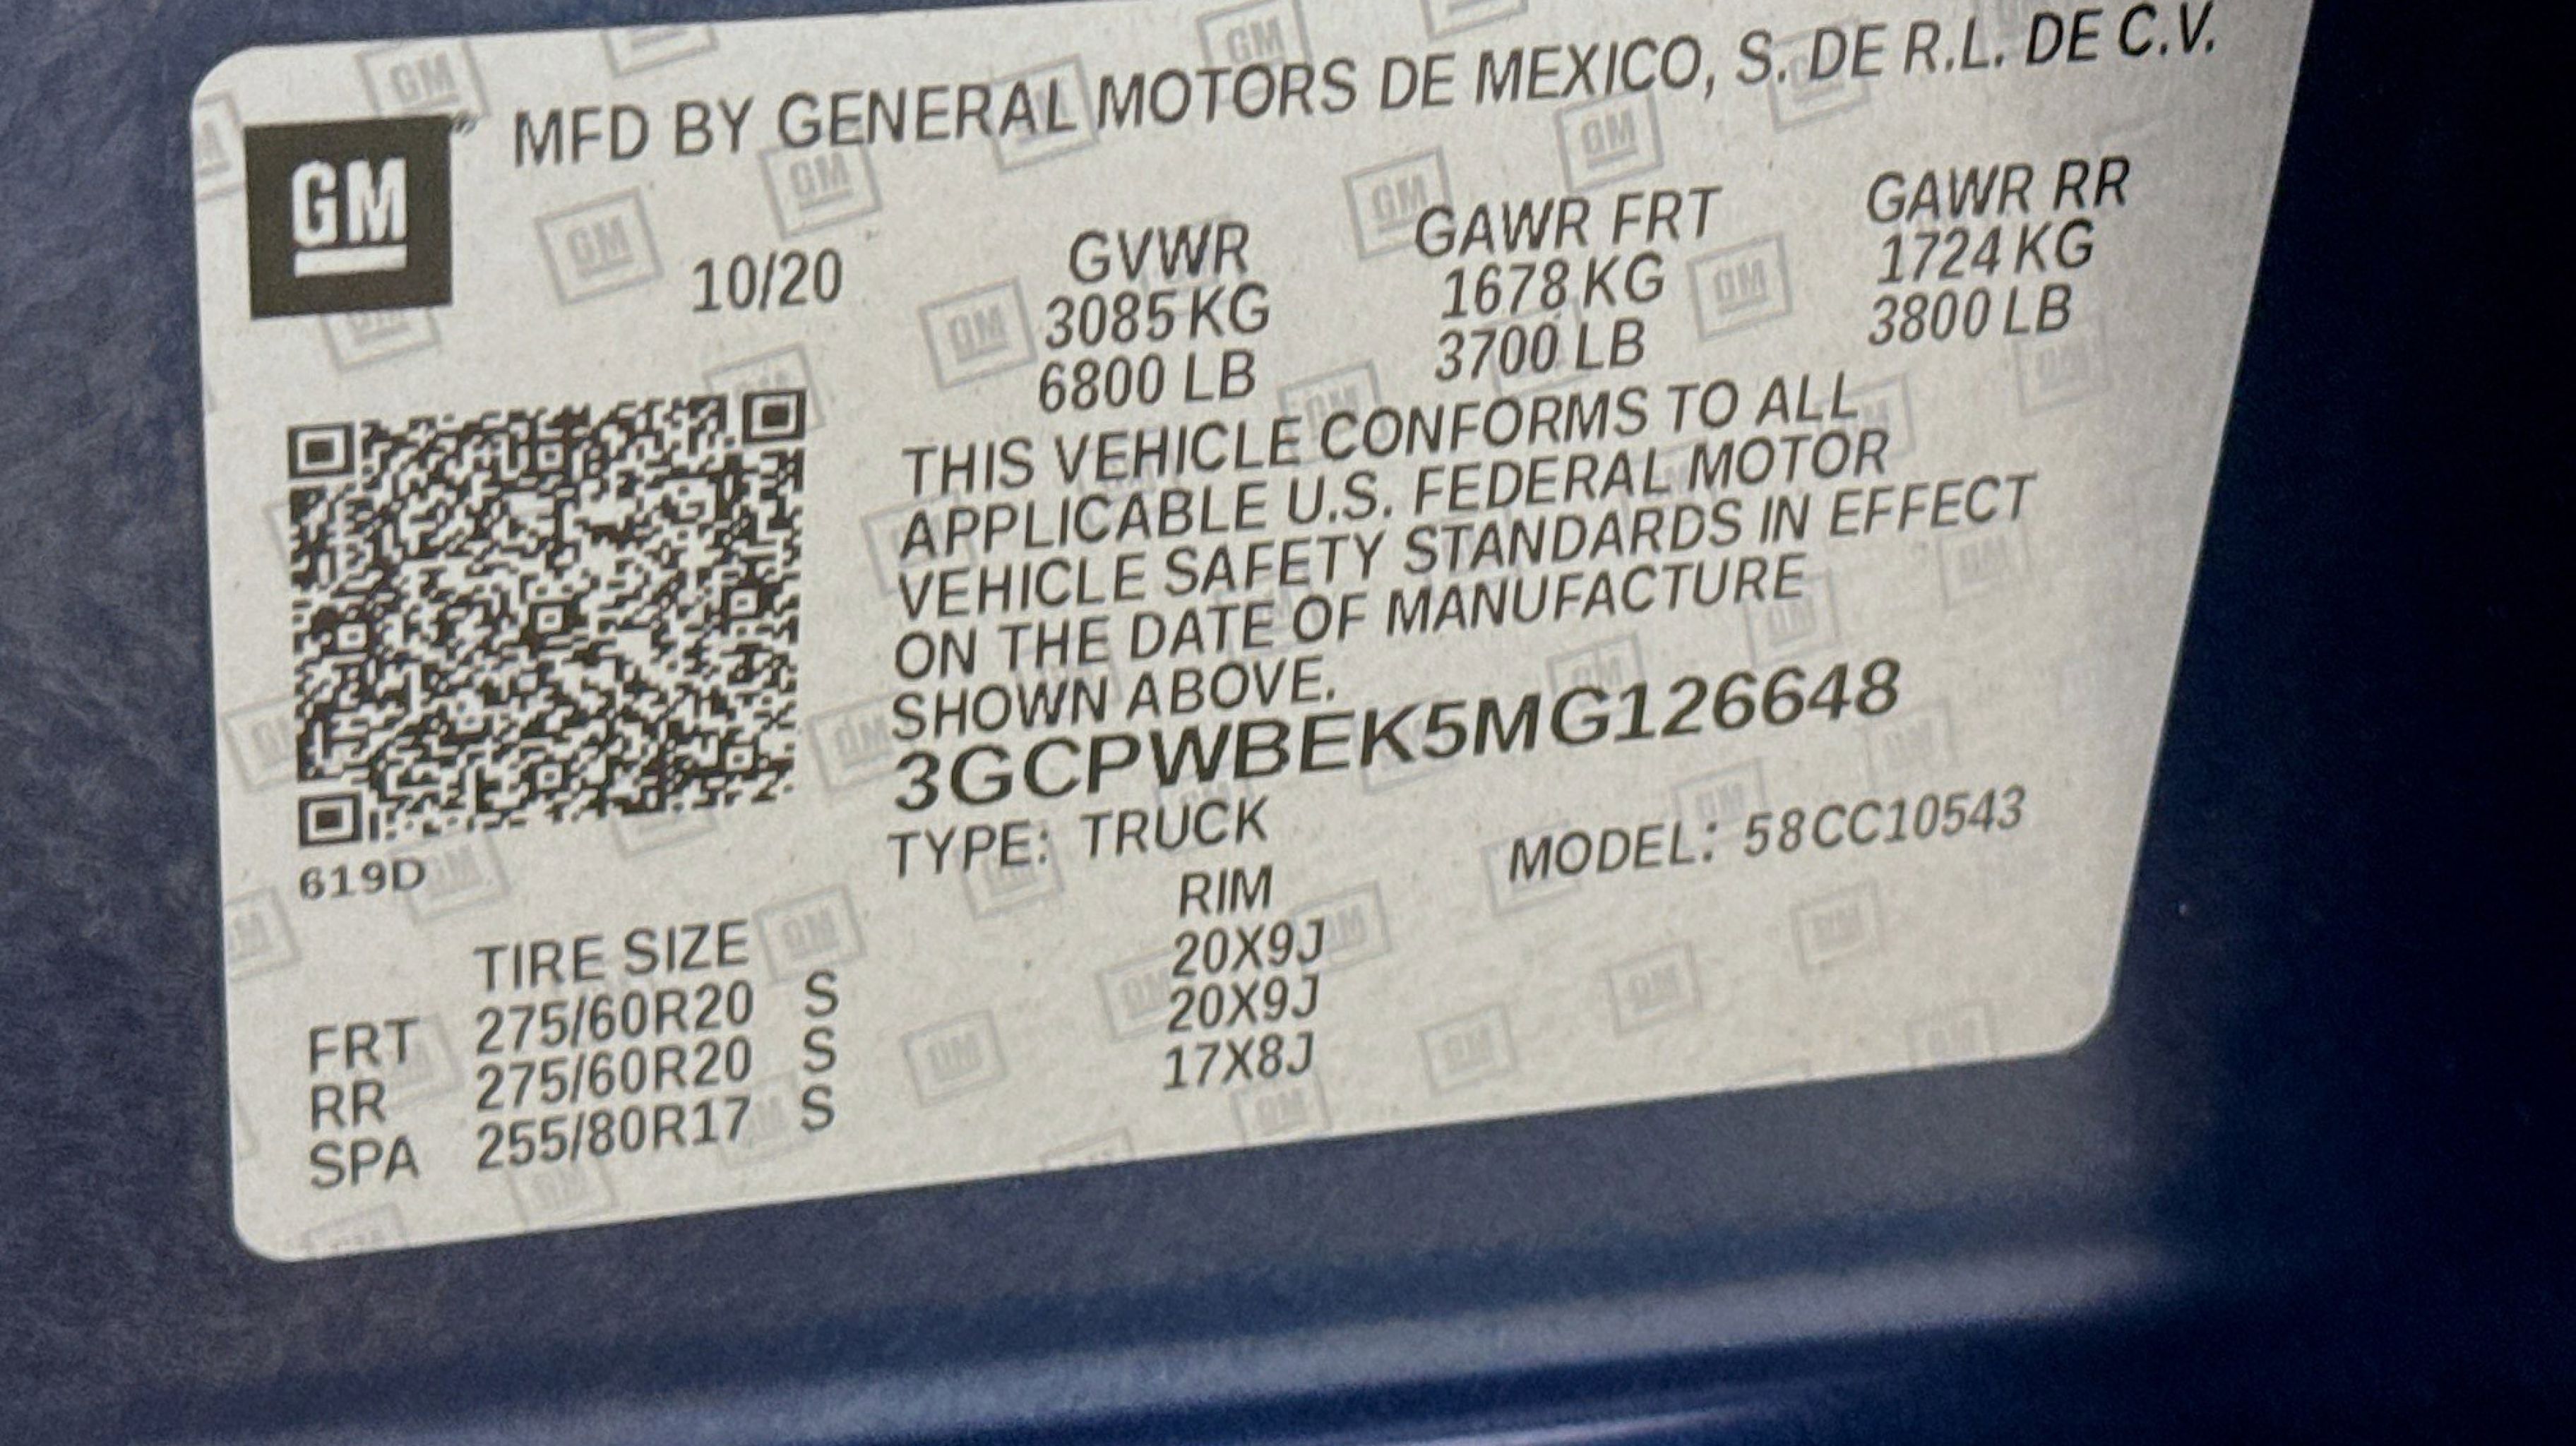 GM
MFD BY GENERAL MOTORS DE MEXICO, S. DE R.L. DE C.V.
10/20
GVWR
3085 KG
6800 LB
GAWR FRT
1678 KG
3700 LB
GAWR RR
1724 KG
3800 LB
THIS VEHICLE CONFORMS TO ALL
APPLICABLE U.S. FEDERAL MOTOR
VEHICLE SAFETY STANDARDS IN EFFECT
ON THE DATE OF MANUFACTURE
SHOWN ABOVE.
3GCPWBEK5MG126648
TYPE: TRUCK
MODEL: 58CC10543
619D
TIRE SIZE RIM
FRT 275/60R20 S 20X9J
RR 275/60R20 S 20X9J
SPA 255/80R17 S 17X8J